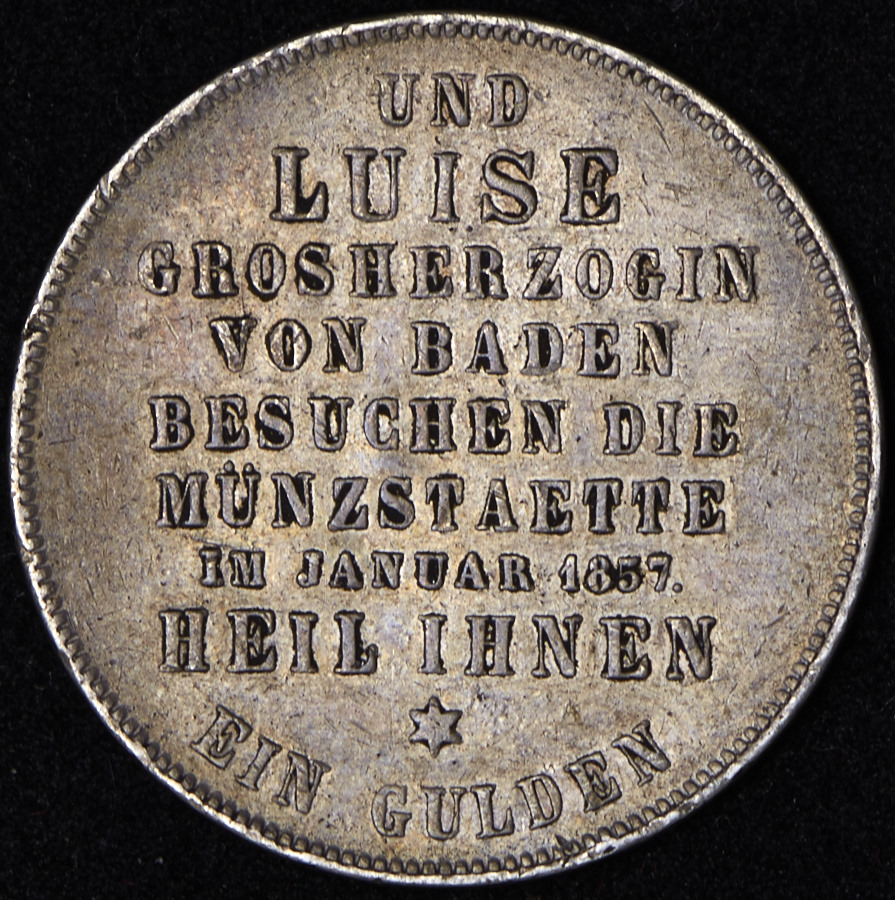 UND
LUISE
GROSHERZOGIN
VON BADEN
BESUCHEN DIE
MÜNZSTAETTE
IM JANUAR 1857.
HEIL IHNEN
EIN GULDEN